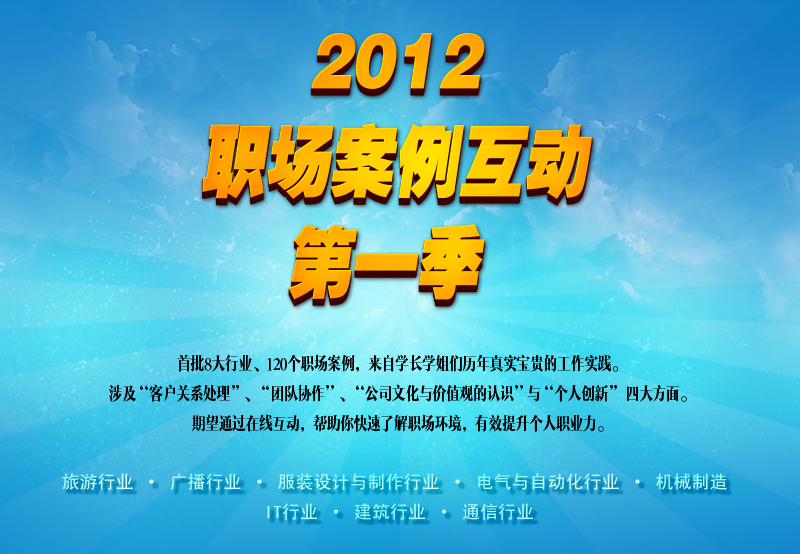 2012
职场案例互动
第一季
首批8大行业、120个职场案例，来自学长学姐们历年真实宝贵的工作实践。
涉及“客户关系处理”、“团队协作”、“公司文化与价值观的认识”与“个人创新”四大方面。
期望通过在线互动，帮助你快速了解职场环境，有效提升个人职业力。
旅游行业 · 广播行业 · 服装设计与制作行业 · 电气与自动化行业 · 机械制造
IT行业 · 建筑行业 · 通信行业